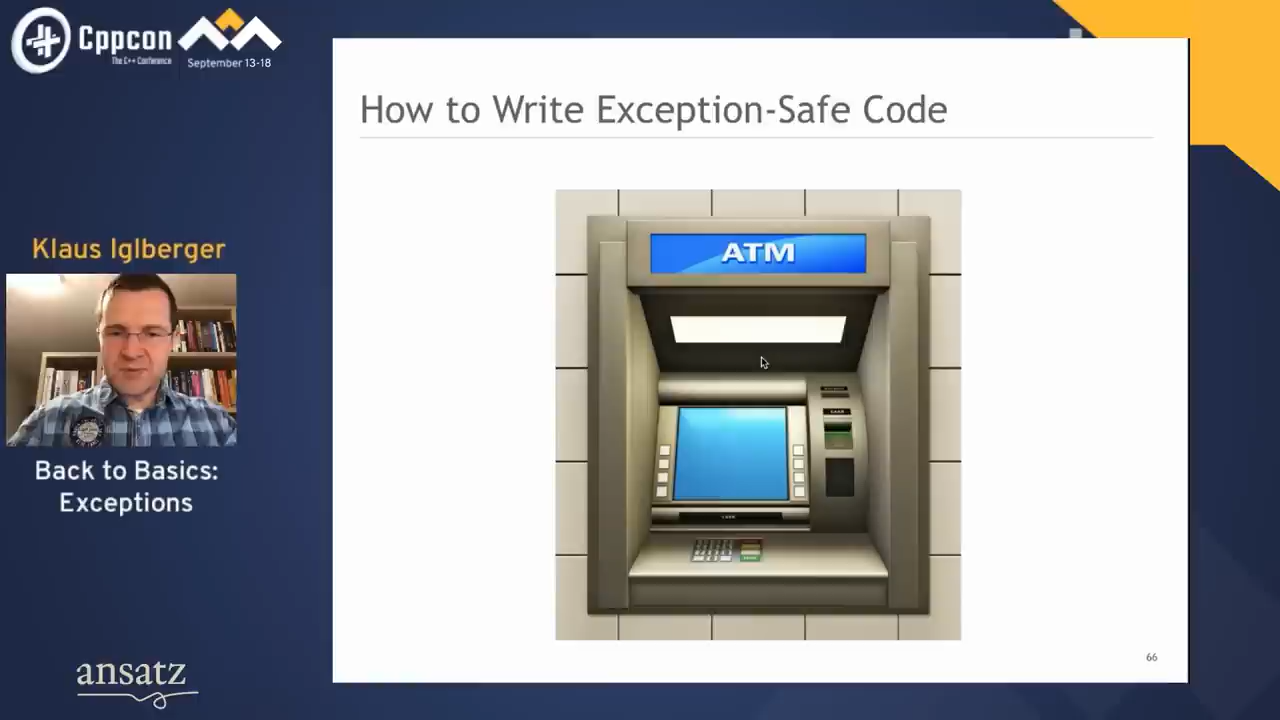 Cppcon
The C++ Conference
September 13-18
How to Write Exception-Safe Code
ATM
Klaus Iglberger
Back to Basics:
Exceptions
ansatz
66